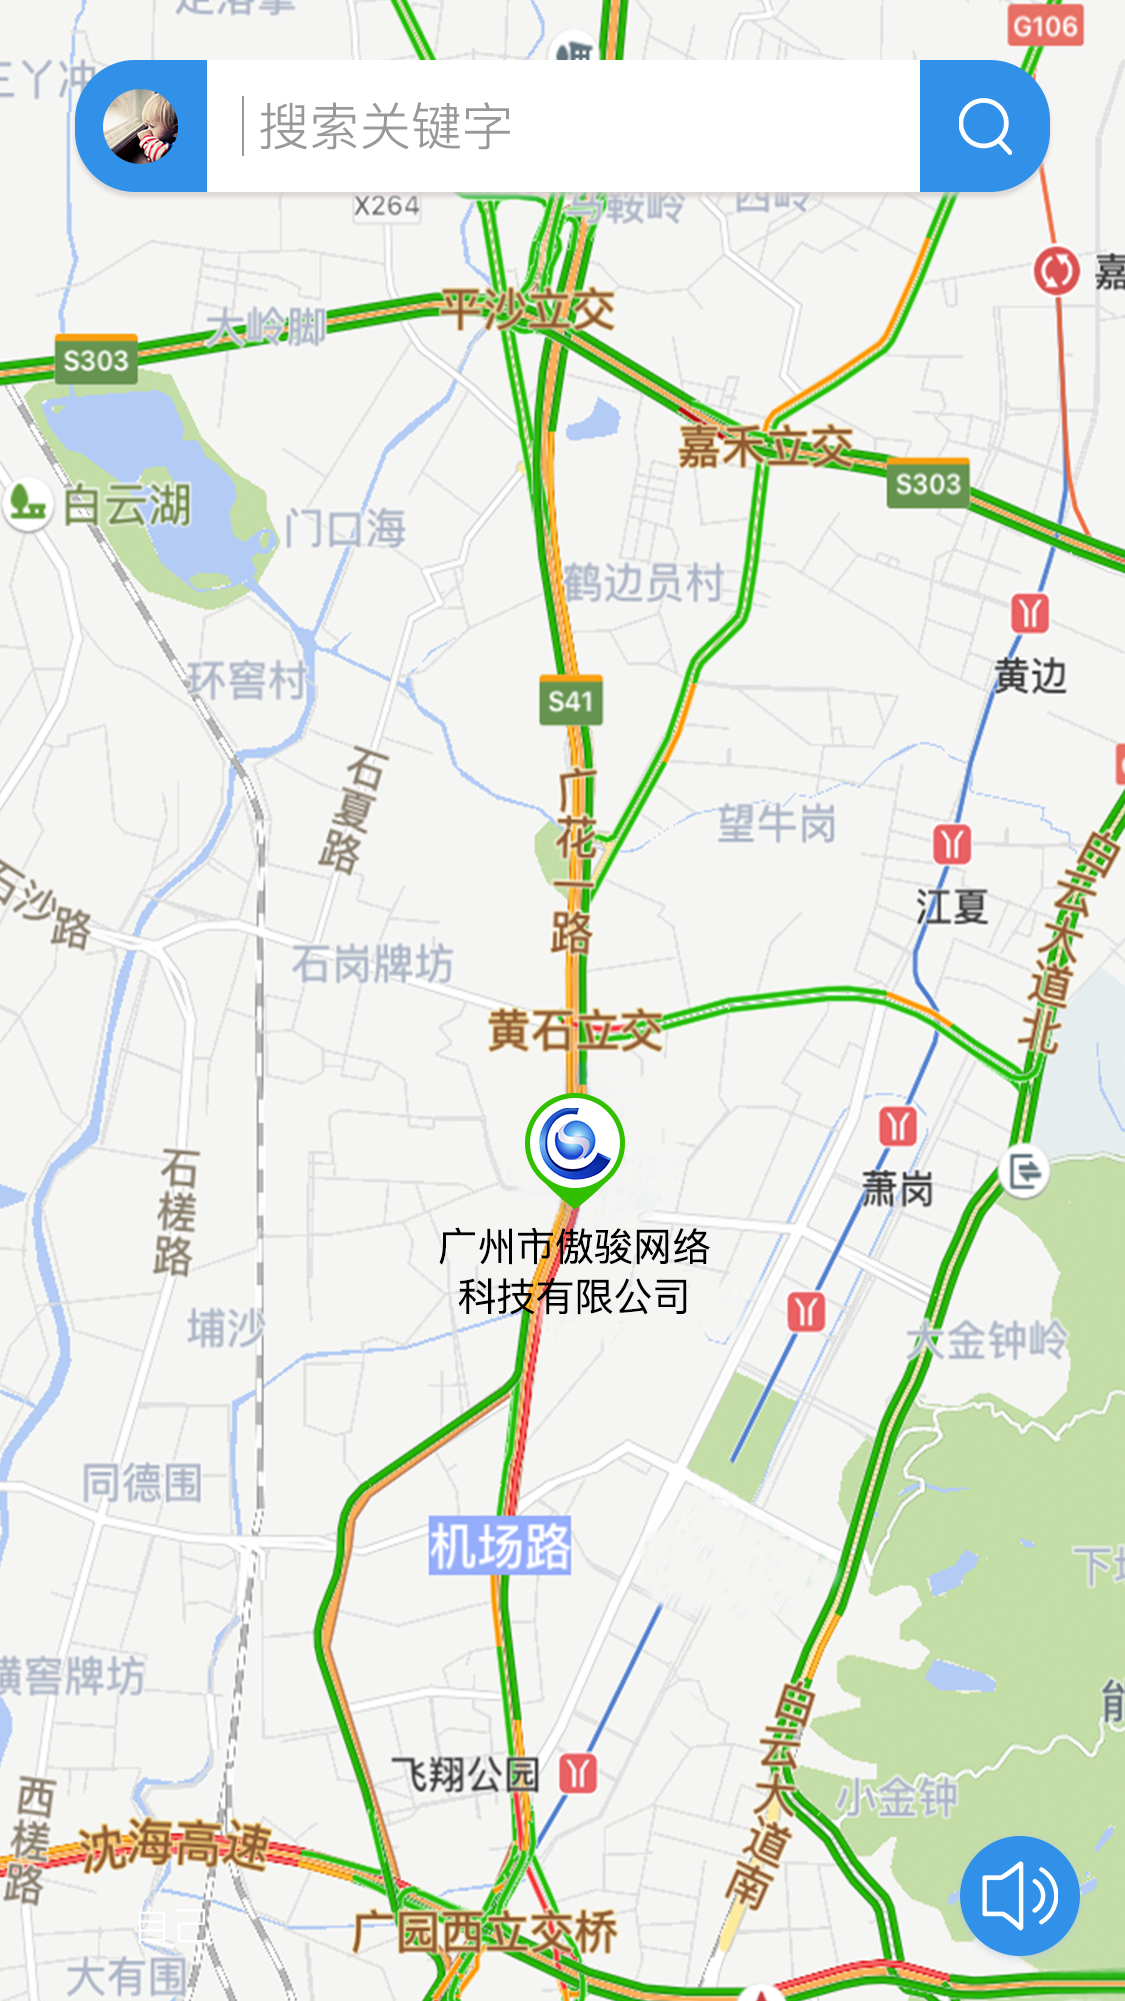 G106
三丫冲
搜索关键字
X264
马鞍岭
西岭
嘉
平沙立交
大岭脚
S303
嘉禾立交
S303
白云湖
门口海
鹤边员村
黄边
环窖村
S41
石夏路
广花一路
望牛岗
白云大道北
江夏
石沙路
石岗牌坊
黄石立交
石槎路
萧岗
广州市傲骏网络
科技有限公司
埔沙
大金钟岭
同德围
机场路
横窖牌坊
白云大道南
飞翔公园
小金钟
西槎路
沈海高速
广园西立交桥
大有围